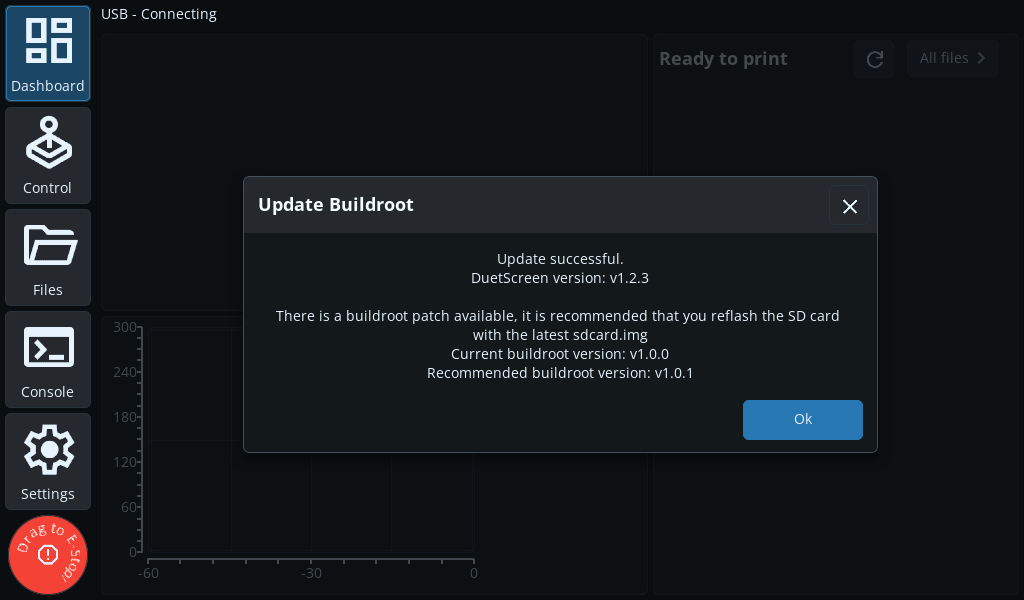 USB - Connecting
Dashboard
Control
Files
Console
Settings
Drag to E-Stop!
Ready to print
All files
Update Buildroot
Update successful.
DuetScreen version: v1.2.3
There is a buildroot patch available, it is recommended that you reflash the SD card
with the latest sdcard.img
Current buildroot version: v1.0.0
Recommended buildroot version: v1.0.1
Ok
300
240
180
120
60
0
-60
-30
0